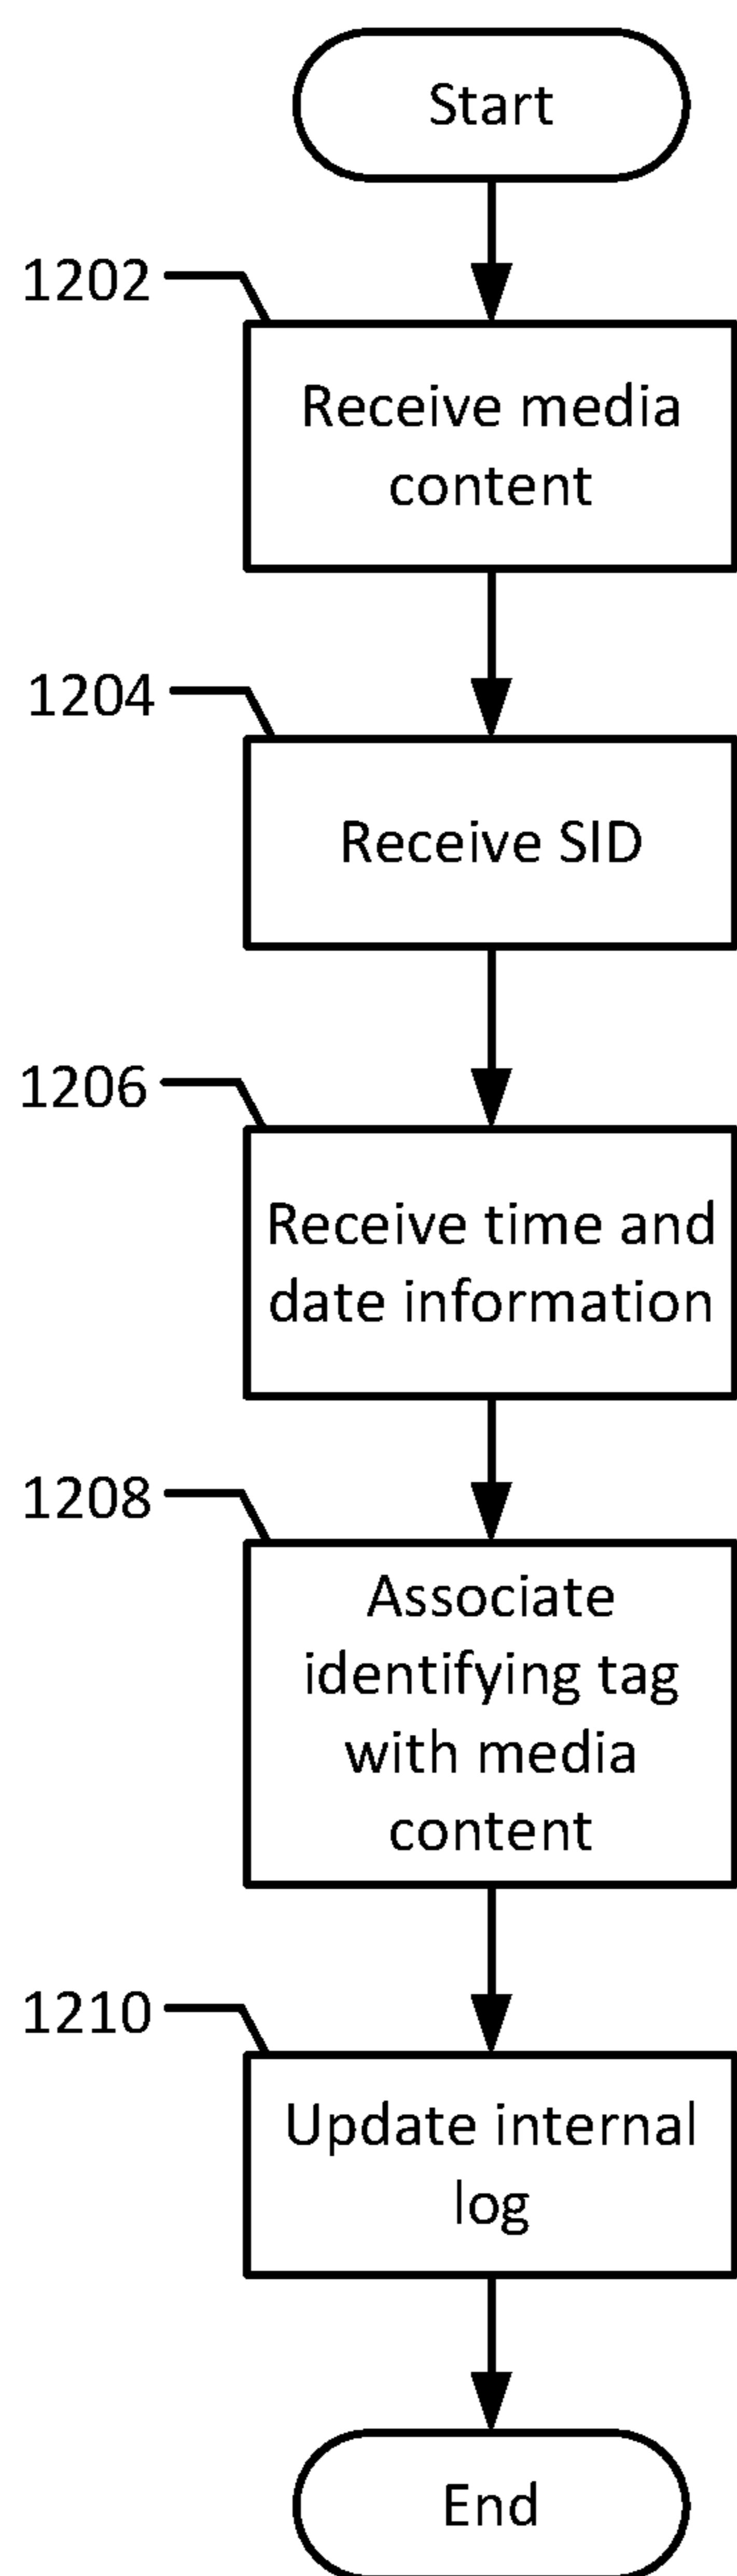 Start
1202
Receive media
content
1204
Receive SID
1206
Receive time and
date information
1208
Associate
identifying tag
with media
content
1210
Update internal
log
End